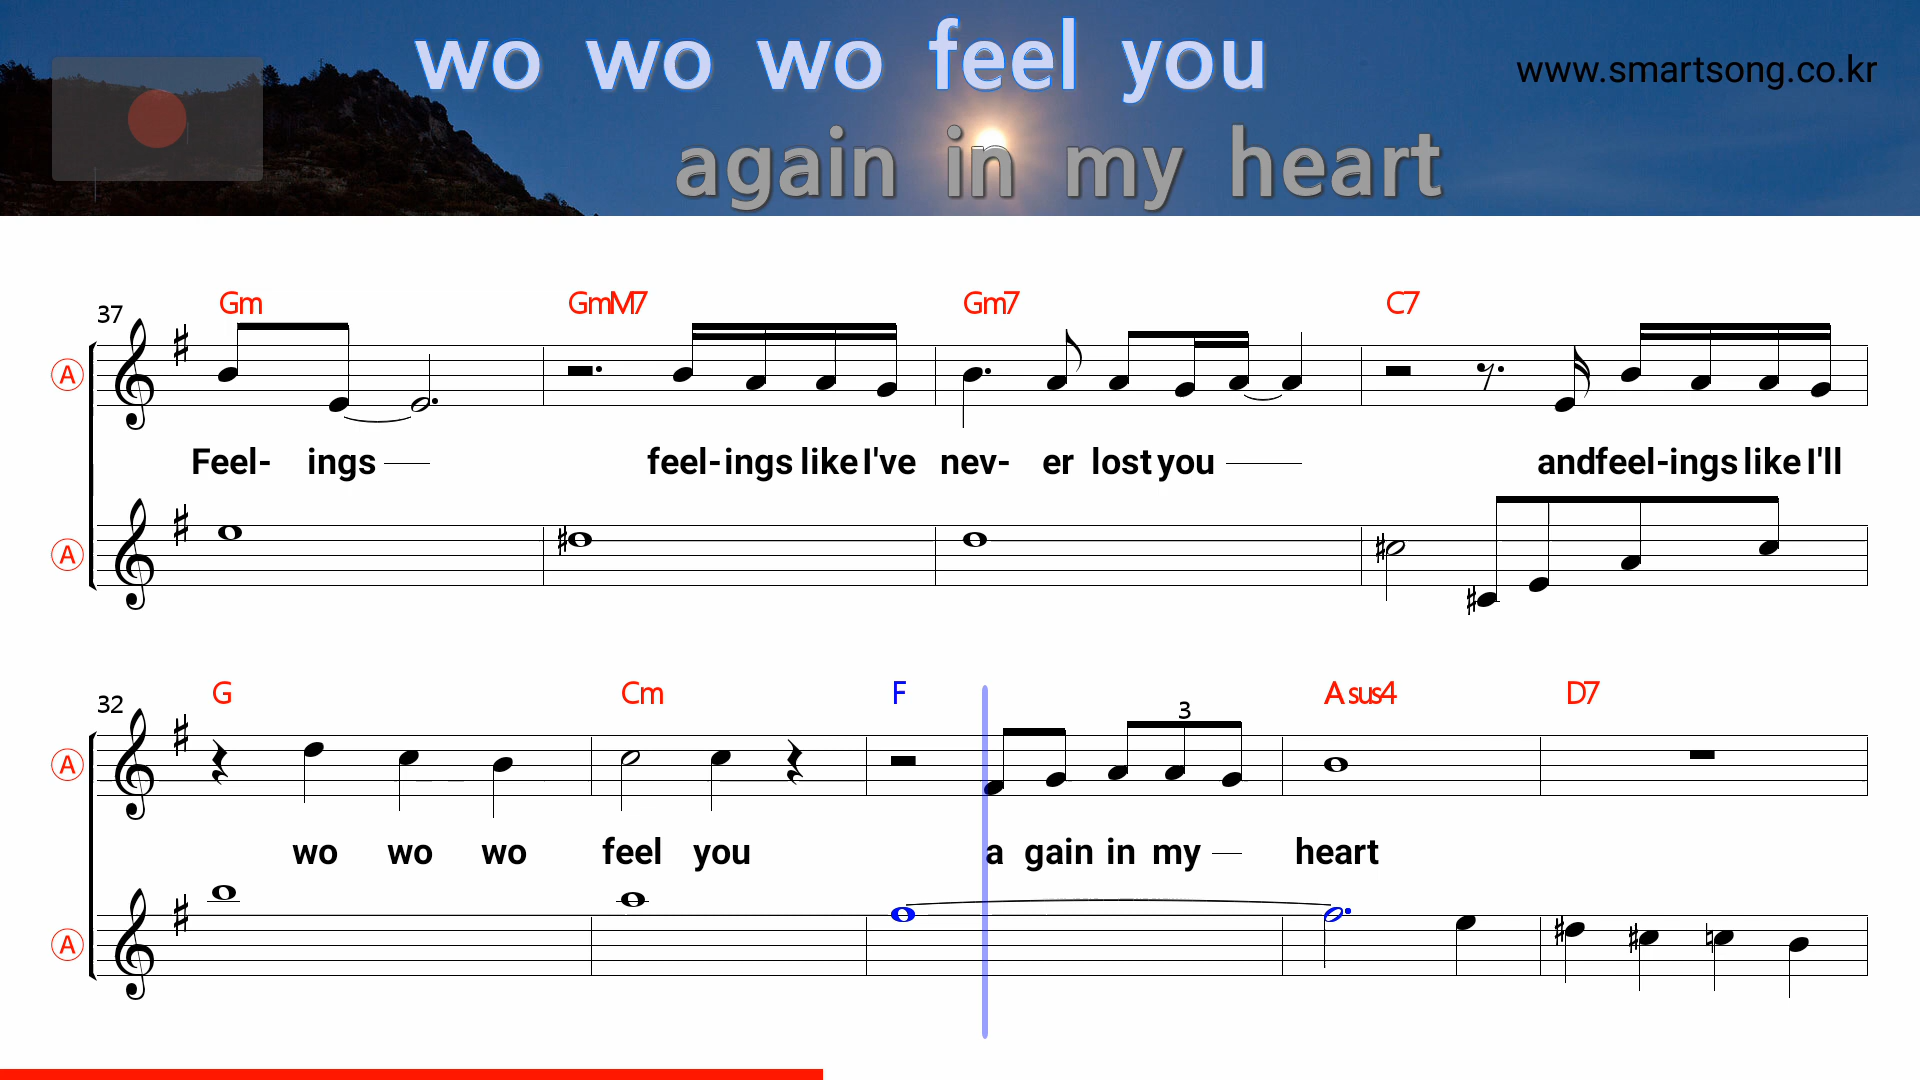 wo wo wo feel you
www.smartsong.co.kr
again in my heart
Gm GmM7 Gm7 C7
37
A
Feel- ings feel-ings like I've nev- er lost you and feel-ings like I'll
A
G Cm F Asus4 D7
32
3
A
wo wo wo feel you a gain in my heart
A